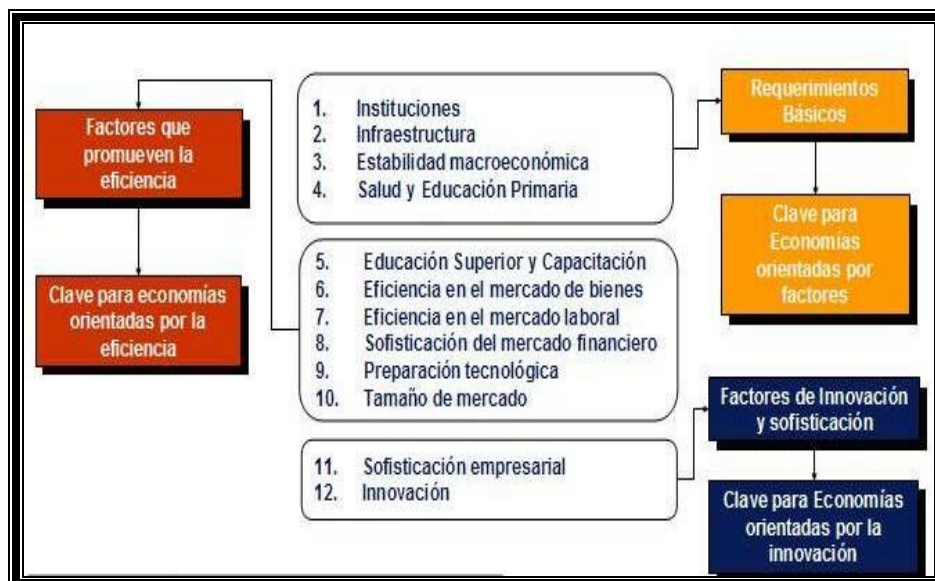 Factores que
promueven la
eficiencia
Clave para economías
orientadas por la
eficiencia
1. Instituciones
2. Infraestructura
3. Estabilidad macroeconómica
4. Salud y Educación Primaria
5. Educación Superior y Capacitación
6. Eficiencia en el mercado de bienes
7. Eficiencia en el mercado laboral
8. Sofisticación del mercado financiero
9. Preparación tecnológica
10. Tamaño de mercado
11. Sofisticación empresarial
12. Innovación
Requerimientos
Básicos
Clave para
Economías
orientadas por
factores
Factores de Innovación
y sofisticación
Clave para Economías
orientadas por la
innovación